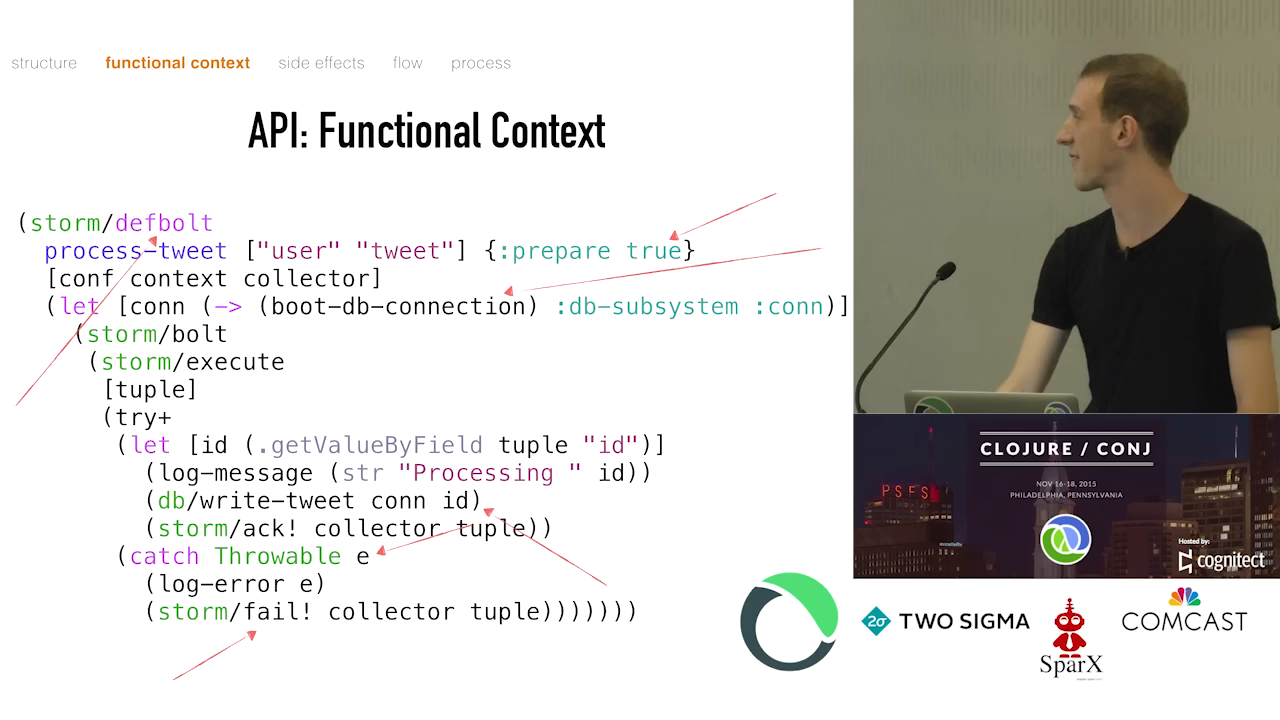 structure functional context side effects flow process
API: Functional Context
(storm/defbolt
process-tweet ["user" "tweet"] {:prepare true}
[conf context collector]
(let [conn (-> (boot-db-connection) :db-subsystem :conn)]
(storm/bolt
(storm/execute
[tuple]
(try+
(let [id (.getValueByField tuple "id")]
(log-message (str "Processing " id))
(db/write-tweet conn id)
(storm/ack! collector tuple))
(catch Throwable e
(log-error e)
(storm/fail! collector tuple)))))))
CLOJURE / CONJ
NOV 16-18, 2015
PHILADELPHIA, PENNSYLVANIA
PSFS
Hosted by:
cognitect
2σ TWO SIGMA
SparX
COMCAST